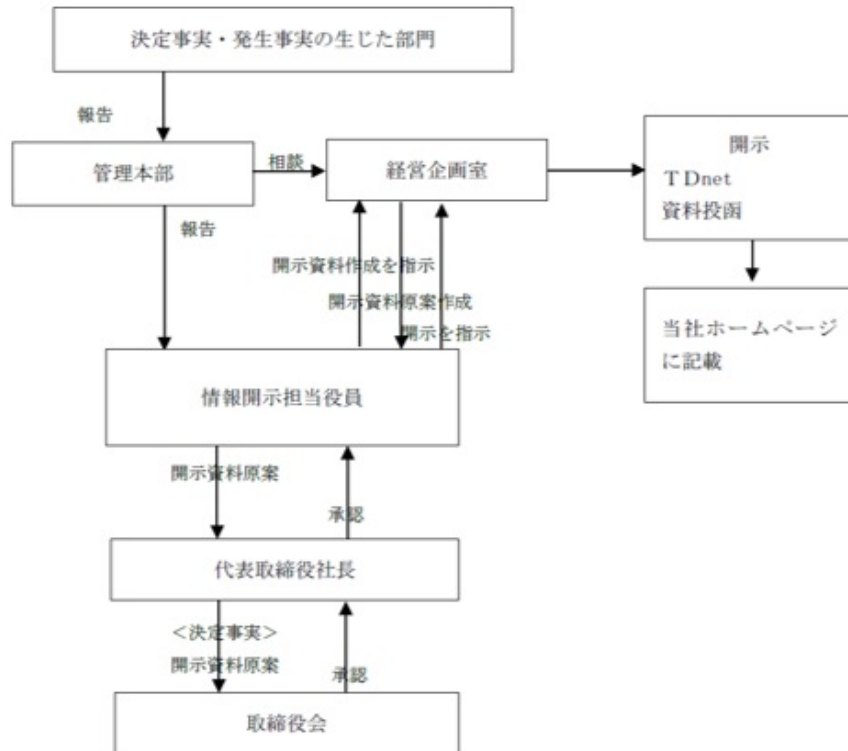 決定事実・発生事実の生じた部門
報告
管理本部
相談
経営企画室
開示
ＴDnet
資料投函
報告
開示資料作成を指示
開示資料原案作成
開示を指示
当社ホームページ
に記載
情報開示担当役員
開示資料原案
承認
代表取締役社長
＜決定事実＞
開示資料原案
承認
取締役会